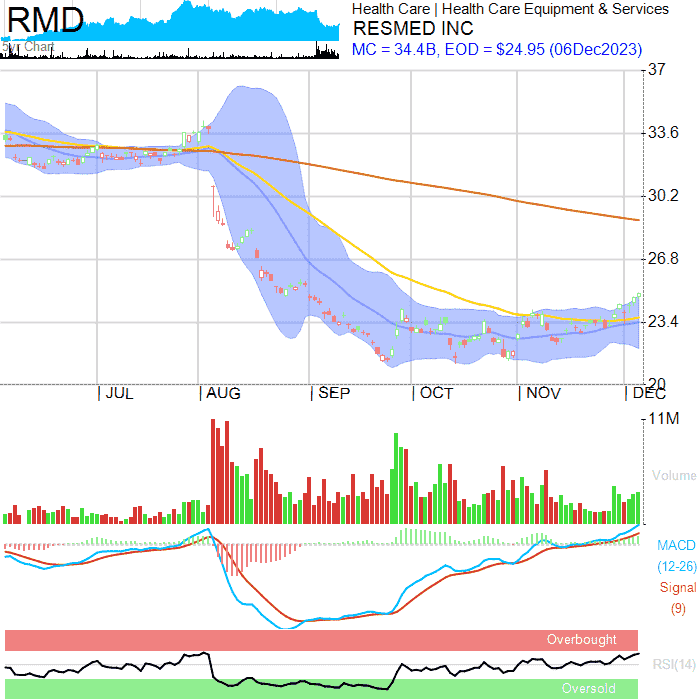 RMD
5yr Chart
Health Care | Health Care Equipment & Services
RESMED INC
MC = 34.4B, EOD = $24.95 (06Dec2023)
37
33.6
30.2
26.8
23.4
20
| JUL | AUG | SEP | OCT | NOV | DEC
11M
Volume
MACD
(12-26)
Signal
(9)
Overbought
RSI(14)
Oversold